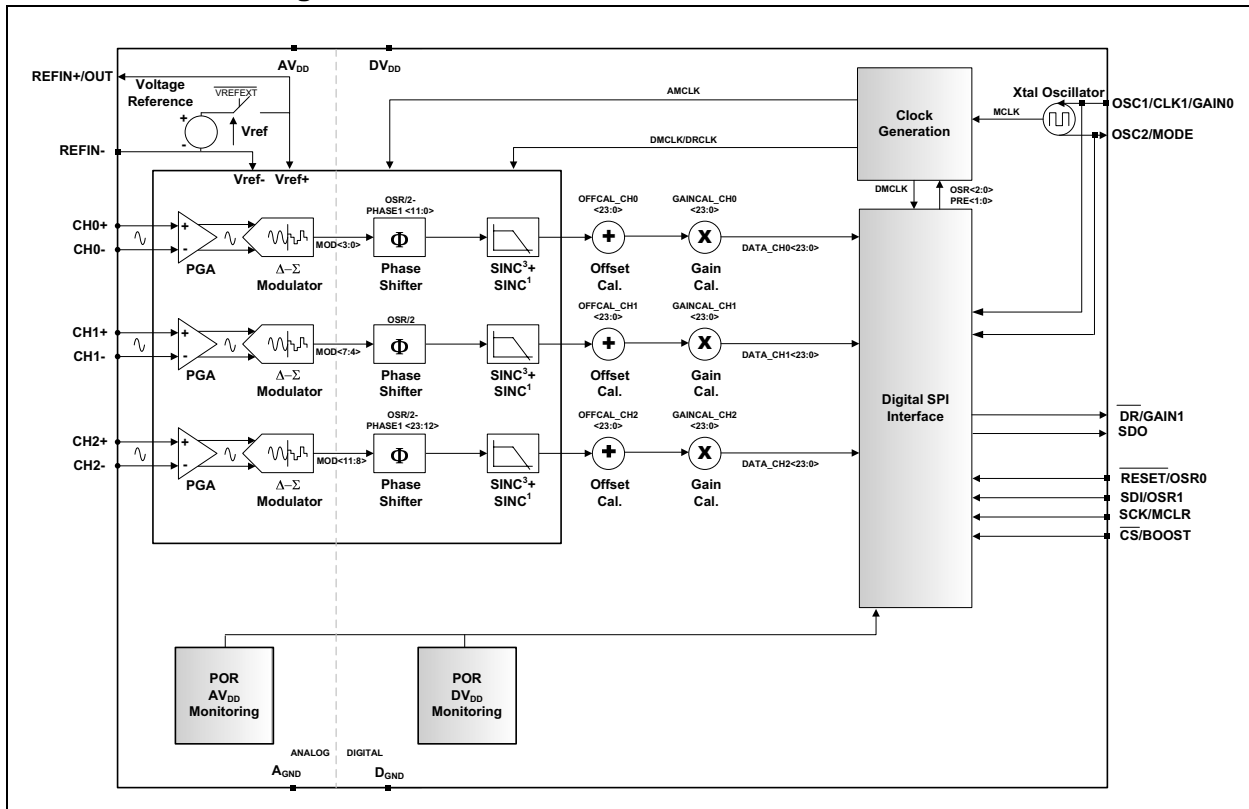 AVDD
DVDD
REFIN+/OUT
Voltage
Reference
VREFEXT
+
-
Vref
REFIN-
Vref- Vref+
AMCLK
DMCLK/DRCLK
Clock
Generation
MCLK
Xtal Oscillator
OSC1/CLK1/GAIN0
OSC2/MODE
DMCLK
OSR<2:0>
PRE<1:0>
CH0+
CH0-
+
-
PGA
Δ–Σ
Modulator
MOD<3:0>
OSR/2-
PHASE1 <11:0>
Φ
Phase
Shifter
SINC3+
SINC1
OFFCAL_CH0
<23:0>
+
Offset
Cal.
GAINCAL_CH0
<23:0>
X
Gain
Cal.
DATA_CH0<23:0>
CH1+
CH1-
+
-
PGA
Δ–Σ
Modulator
MOD<7:4>
OSR/2
Φ
Phase
Shifter
SINC3+
SINC1
OFFCAL_CH1
<23:0>
+
Offset
Cal.
GAINCAL_CH1
<23:0>
X
Gain
Cal.
DATA_CH1<23:0>
CH2+
CH2-
+
-
PGA
Δ–Σ
Modulator
MOD<11:8>
OSR/2-
PHASE1 <23:12>
Φ
Phase
Shifter
SINC3+
SINC1
OFFCAL_CH2
<23:0>
+
Offset
Cal.
GAINCAL_CH2
<23:0>
X
Gain
Cal.
DATA_CH2<23:0>
Digital SPI
Interface
DR/GAIN1
SDO
RESET/OSR0
SDI/OSR1
SCK/MCLR
CS/BOOST
POR
AVDD
Monitoring
POR
DVDD
Monitoring
ANALOG DIGITAL
AGND
DGND